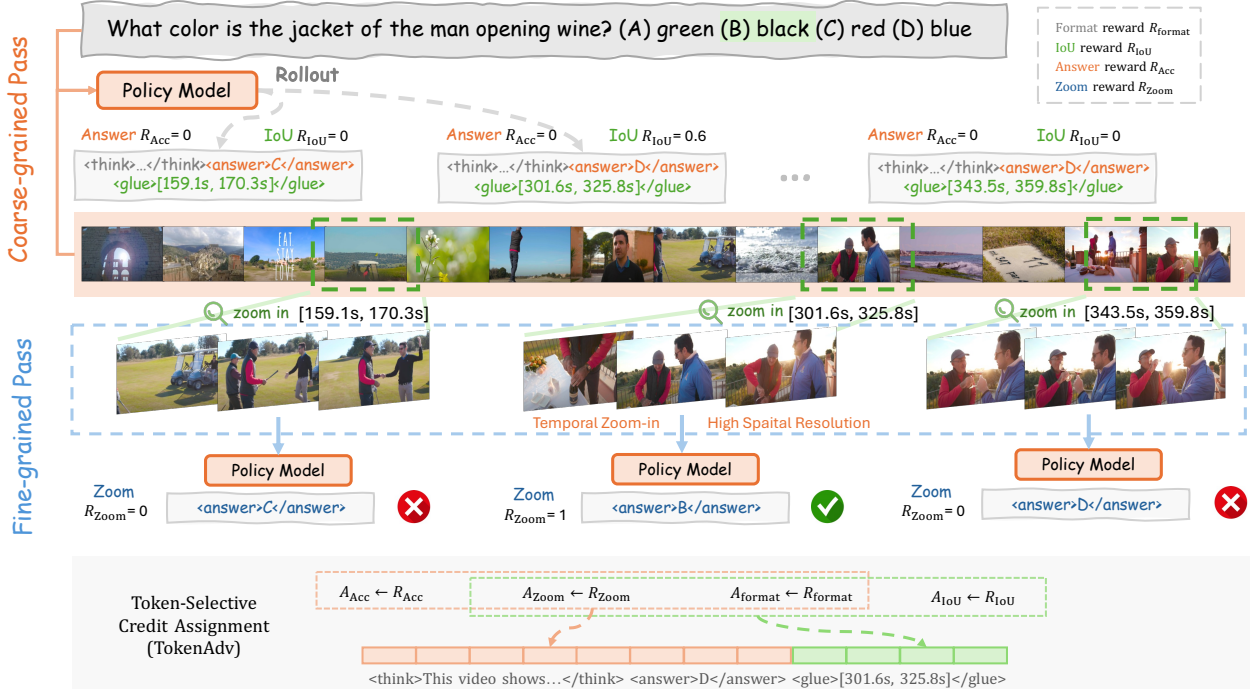 What color is the jacket of the man opening wine? (A) green (B) black (C) red (D) blue
Format reward R_format
IoU reward R_IoU
Answer reward R_Acc
Zoom reward R_Zoom
Coarse-grained Pass
Policy Model
Rollout
Answer R_Acc = 0 IoU R_IoU = 0
<think>...</think><answer>C</answer>
<glue>[159.1s, 170.3s]</glue>
Answer R_Acc = 0 IoU R_IoU = 0.6
<think>...</think><answer>D</answer>
<glue>[301.6s, 325.8s]</glue>
...
Answer R_Acc = 0 IoU R_IoU = 0
<think>...</think><answer>D</answer>
<glue>[343.5s, 359.8s]</glue>
EAT
STAY
zoom in [159.1s, 170.3s]
zoom in [301.6s, 325.8s]
zoom in [343.5s, 359.8s]
Fine-grained Pass
Temporal Zoom-in High Spaital Resolution
Policy Model
Zoom
R_Zoom = 0
<answer>C</answer>
Policy Model
Zoom
R_Zoom = 1
<answer>B</answer>
Policy Model
Zoom
R_Zoom = 0
<answer>D</answer>
Token-Selective
Credit Assignment
(TokenAdv)
A_Acc ← R_Acc A_Zoom ← R_Zoom A_format ← R_format A_IoU ← R_IoU
<think>This video shows...</think> <answer>D</answer> <glue>[301.6s, 325.8s]</glue>